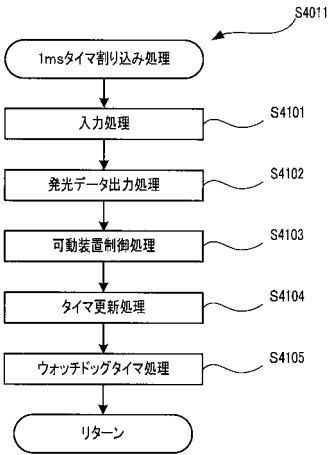 S4011
1msタイマ割り込み処理
入力処理
S4101
発光データ出力処理
S4102
可動装置制御処理
S4103
タイマ更新処理
S4104
ウォッチドッグタイマ処理
S4105
リターン